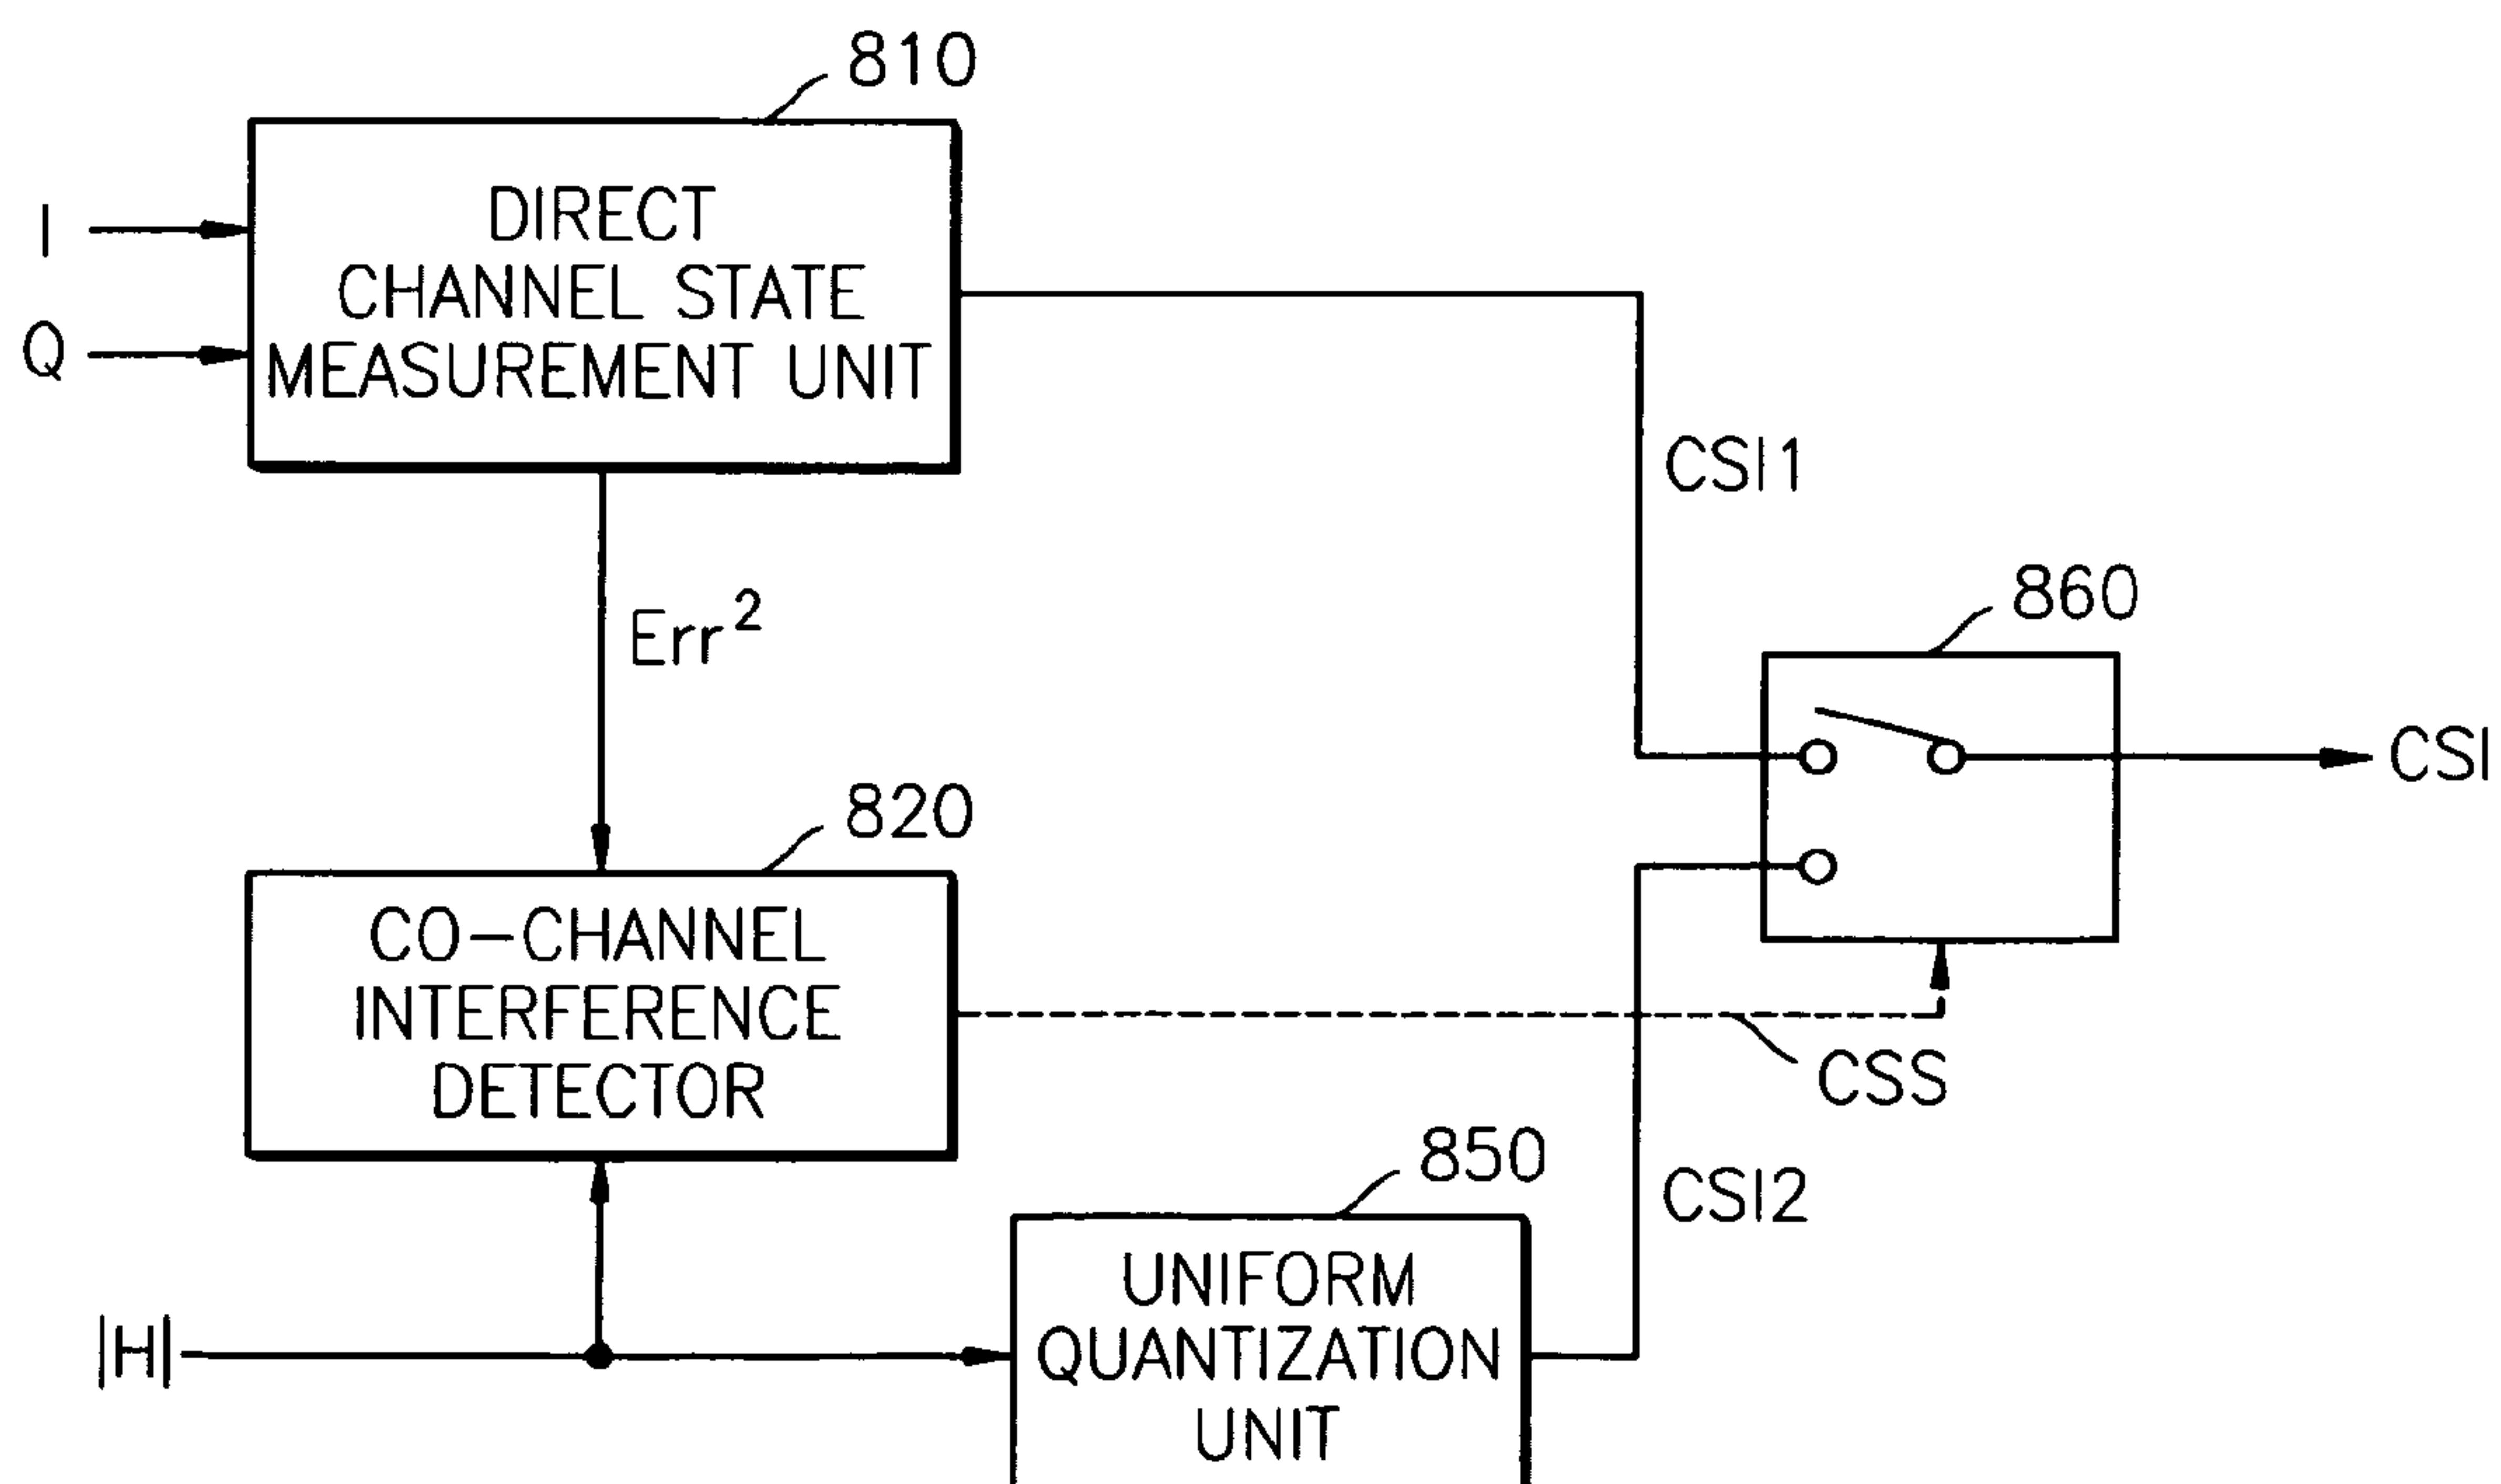 810
I
DIRECT
CHANNEL STATE
MEASUREMENT UNIT
Q
CSI1
Err²
860
CSI
820
CO-CHANNEL
INTERFERENCE
DETECTOR
CSS
850
CSI2
|H|
UNIFORM
QUANTIZATION
UNIT